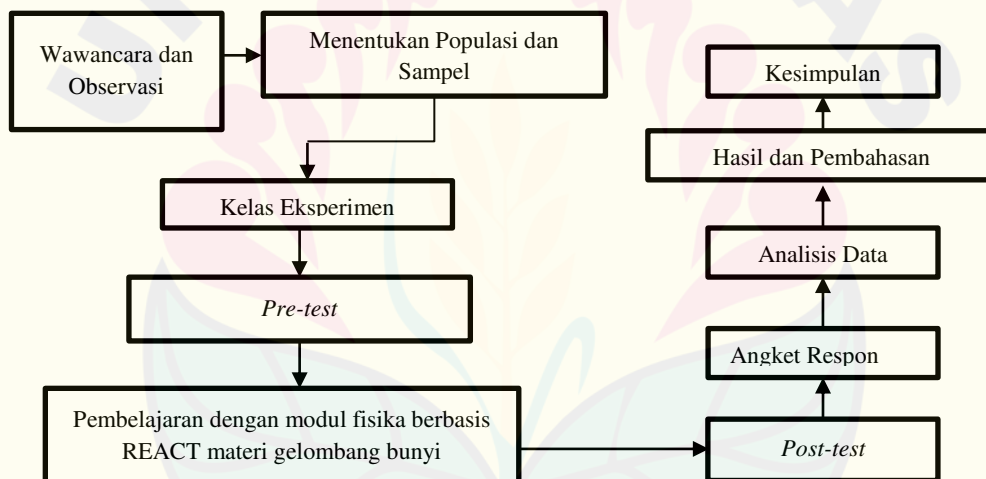 Wawancara dan
Observasi
Menentukan Populasi dan
Sampel
Kelas Eksperimen
Pre-test
Pembelajaran dengan modul fisika berbasis
REACT materi gelombang bunyi
Post-test
Angket Respon
Analisis Data
Hasil dan Pembahasan
Kesimpulan